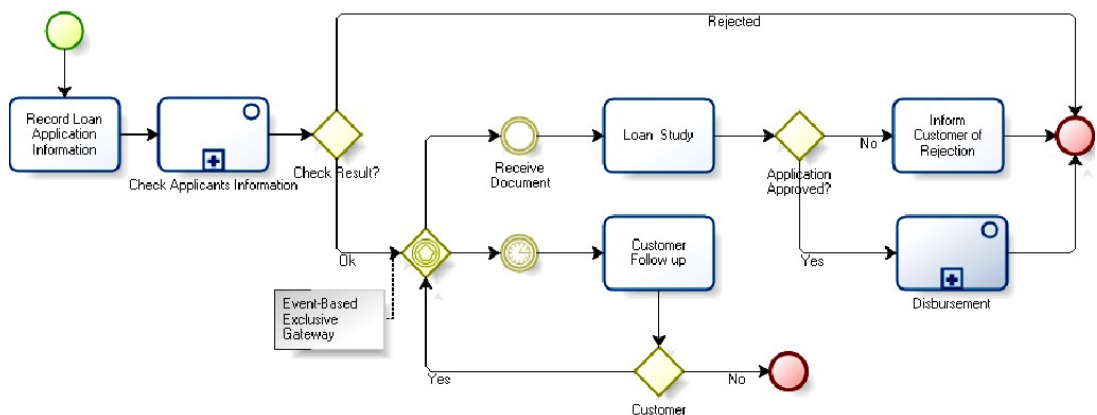 Rejected
Record Loan
Application
Information
Check Applicants Information
Check Result?
Receive
Document
Loan Study
Application
Approved?
No
Inform
Customer of
Rejection
Ok
Customer
Follow up
Yes
Disbursement
Event-Based
Exclusive
Gateway
Yes
No
Customer